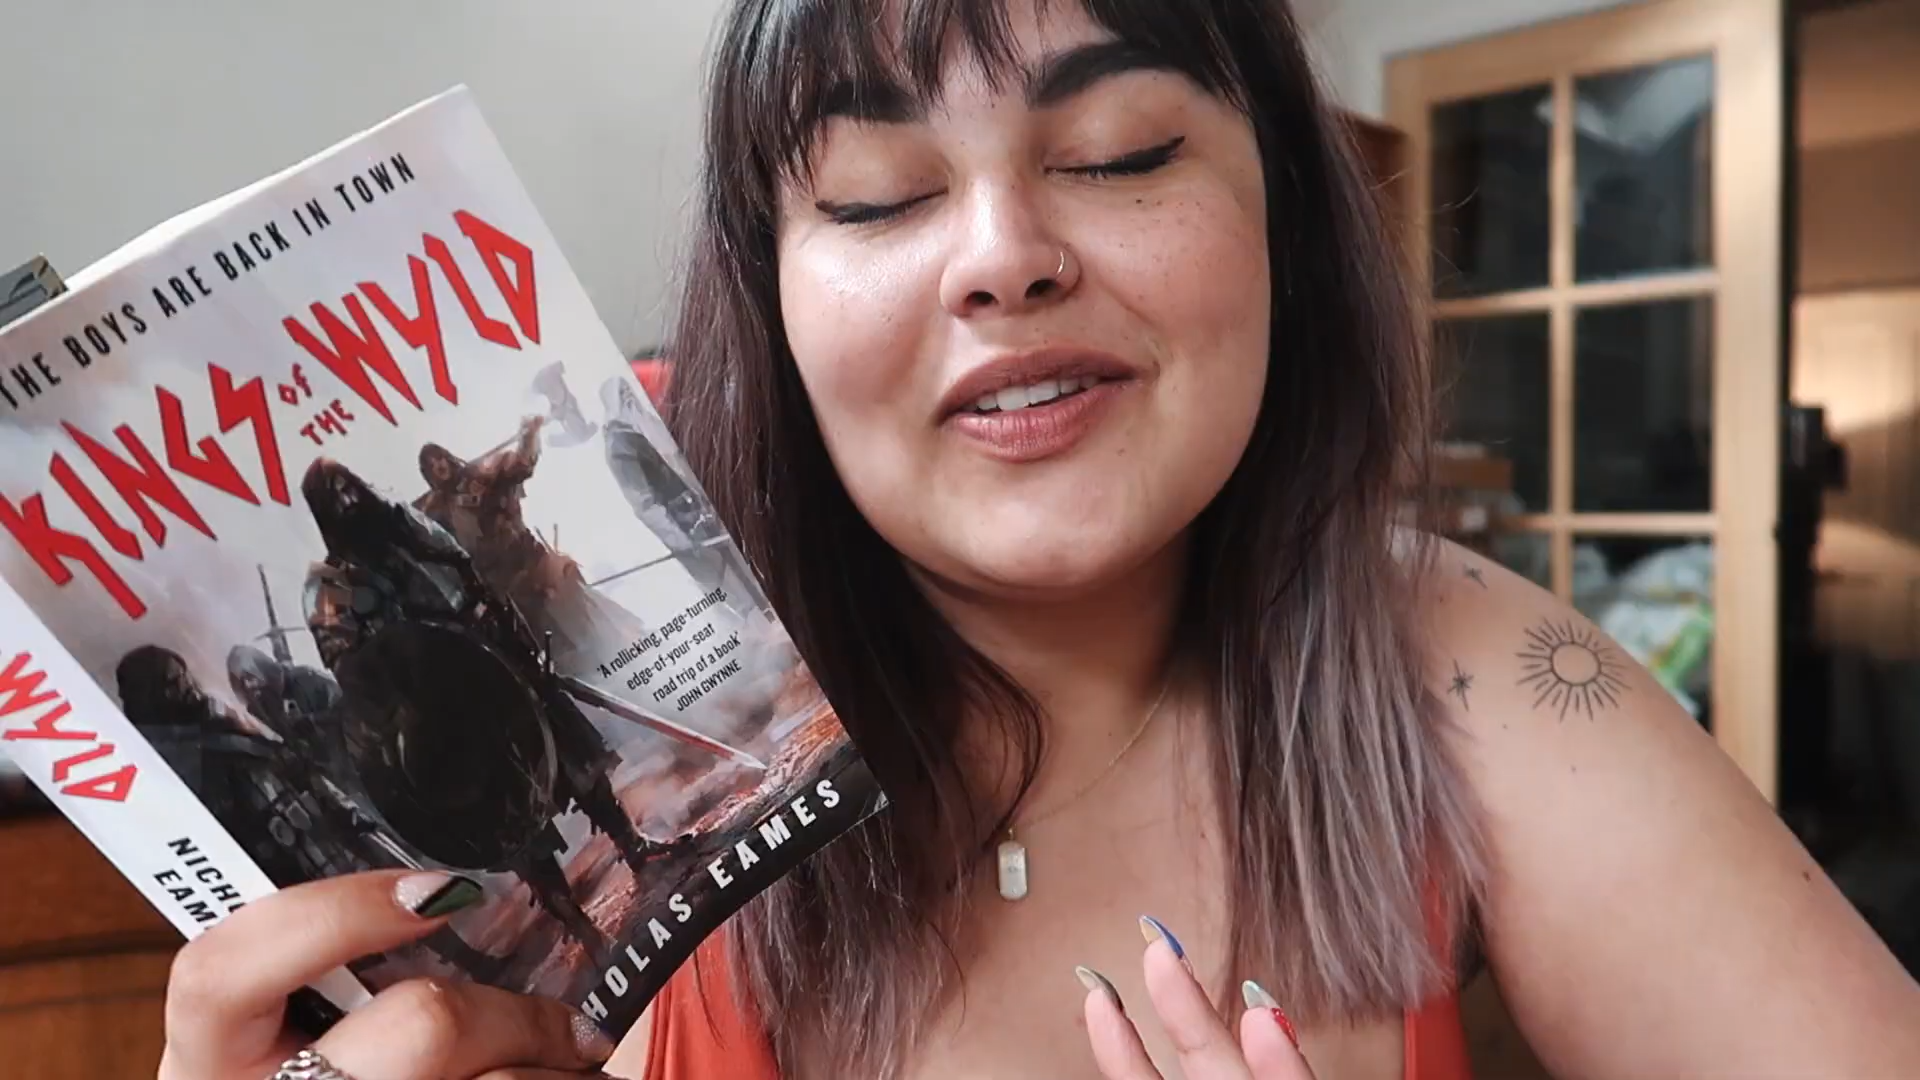 THE BOYS ARE BACK IN TOWN
KINGS
OF
THE
WYLD
'A rollicking, page-turning,
edge-of-your-seat
road trip of a book'
JOHN GWYNNE
HOLAS EAMES
WYLD
NICHO
EAM